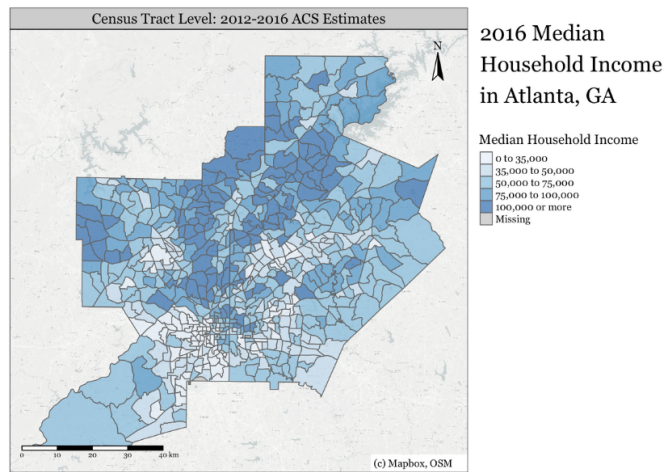 Census Tract Level: 2012-2016 ACS Estimates
N
2016 Median
Household Income
in Atlanta, GA
Median Household Income
0 to 35,000
35,000 to 50,000
50,000 to 75,000
75,000 to 100,000
100,000 or more
Missing
0 10 20 30 40 km
(c) Mapbox, OSM